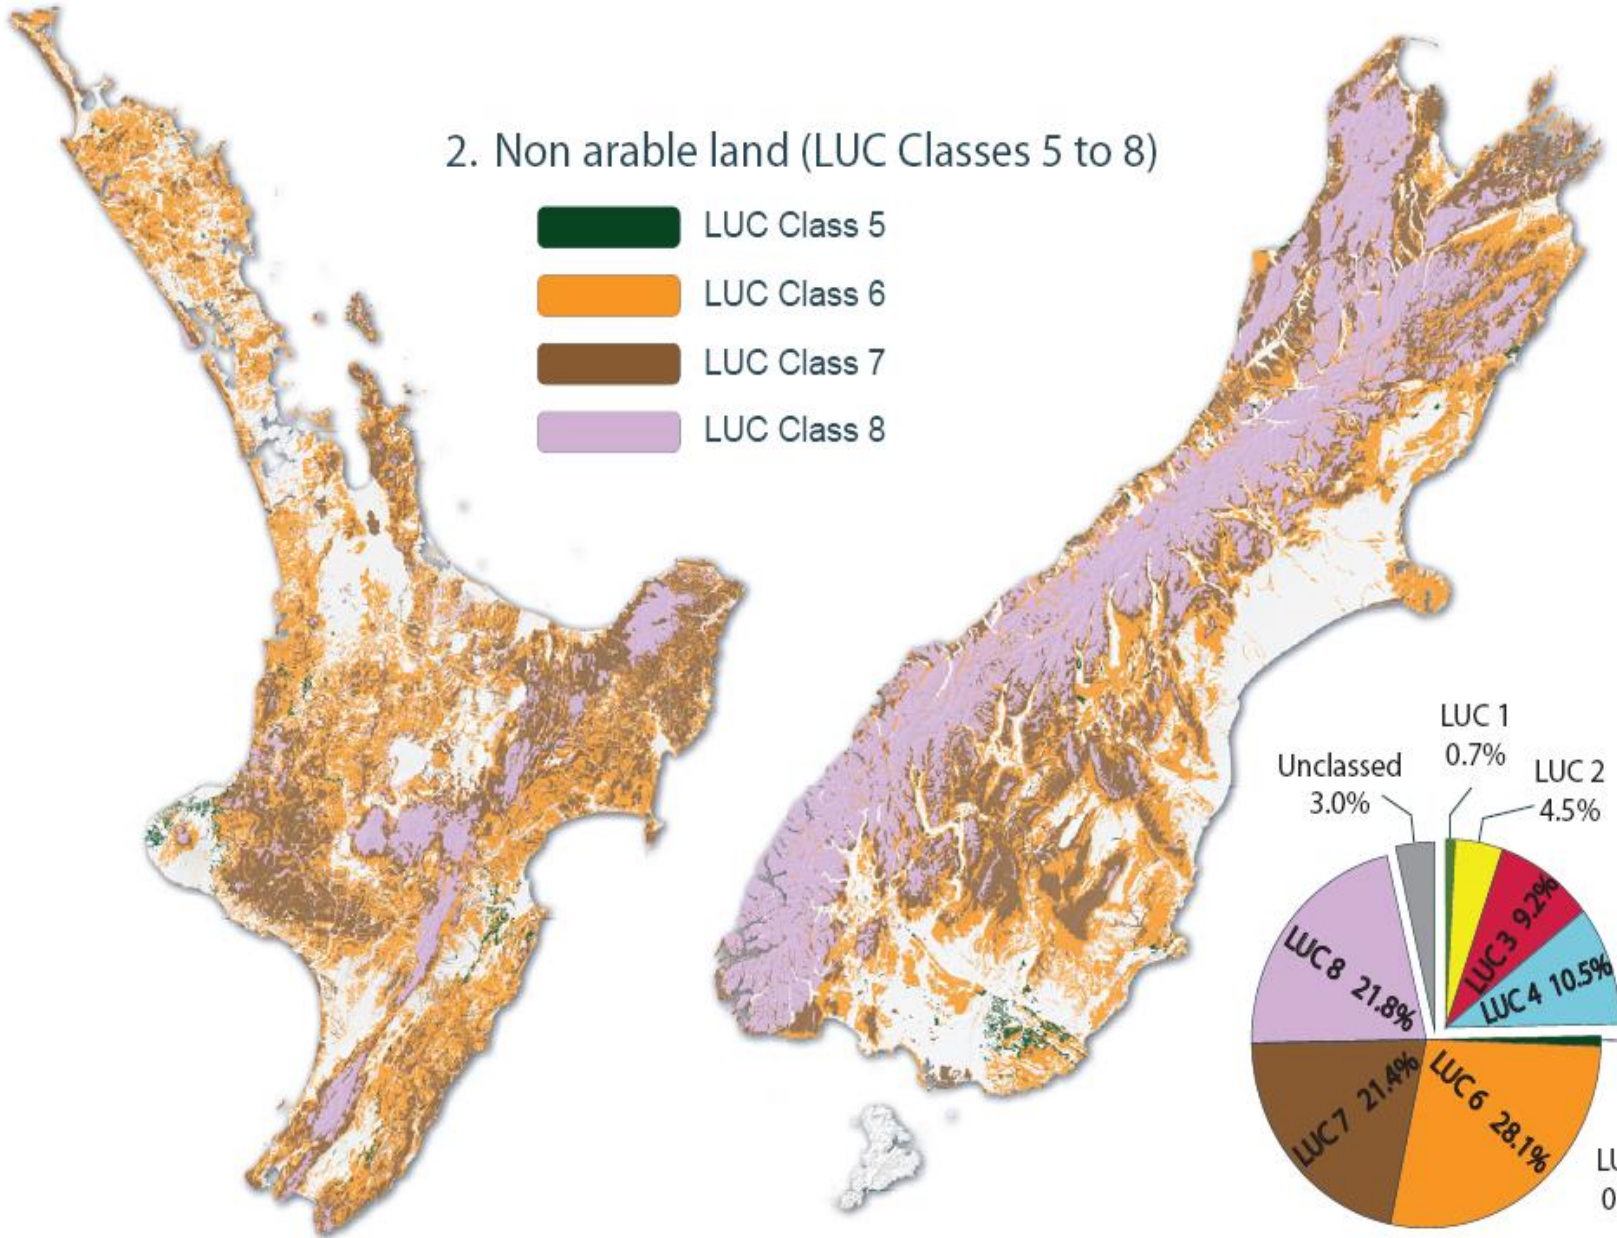 2. Non arable land (LUC Classes 5 to 8)
LUC Class 5
LUC Class 6
LUC Class 7
LUC Class 8
LUC 1
0.7%
Unclassed
3.0%
LUC 2
4.5%
LUC 3 9.2%
LUC 4 10.5%
LUC 8 21.8%
LUC 7 21.4%
LUC 6 28.1%